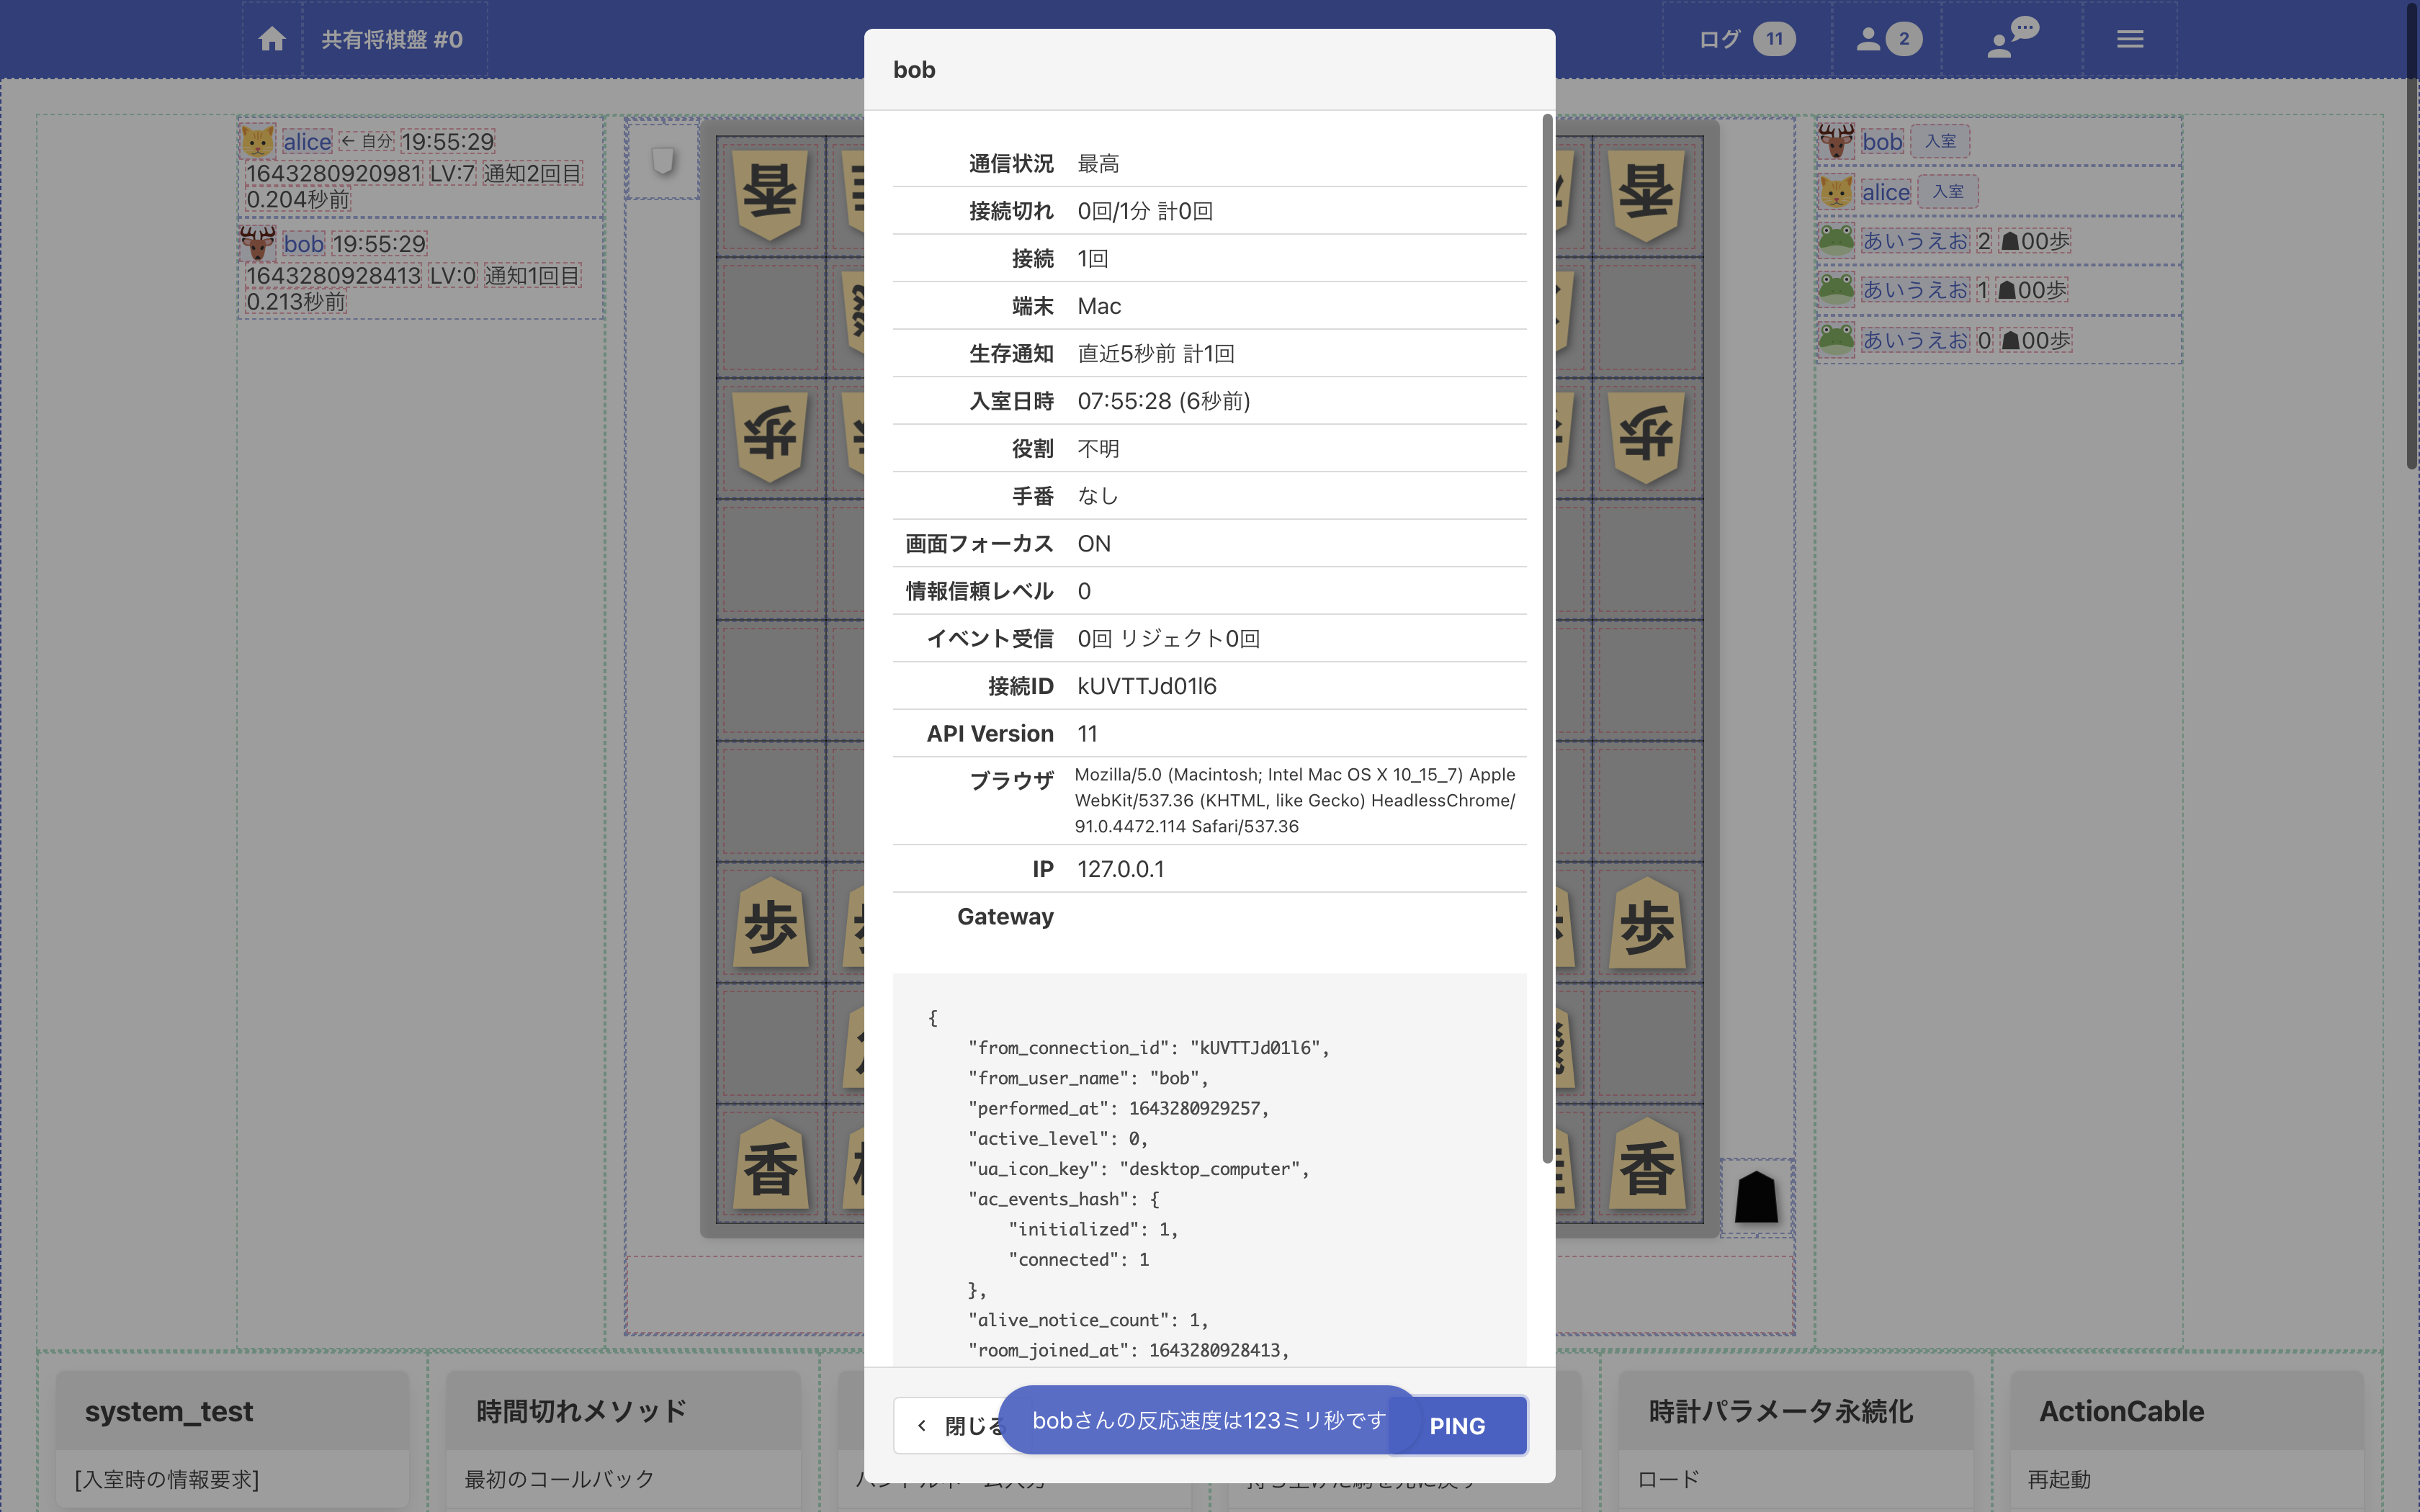 共有将棋盤 #0
ログ 11
2
alice ← 自分 19:55:29
1643280920981 LV:7 通知2回目
0.204秒前
bob 19:55:29
1643280928413 LV:0 通知1回目
0.213秒前
香
香
歩
歩
歩
歩
香
香
bob
通信状況 最高
接続切れ 0回/1分 計0回
接続 1回
端末 Mac
生存通知 直近5秒前 計1回
入室日時 07:55:28 (6秒前)
役割 不明
手番 なし
画面フォーカス ON
情報信頼レベル 0
イベント受信 0回 リジェクト0回
接続ID kUVTTJd01l6
API Version 11
ブラウザ Mozilla/5.0 (Macintosh; Intel Mac OS X 10_15_7) Apple
WebKit/537.36 (KHTML, like Gecko) HeadlessChrome/
91.0.4472.114 Safari/537.36
IP 127.0.0.1
Gateway
{
"from_connection_id": "kUVTTJd01l6",
"from_user_name": "bob",
"performed_at": 1643280929257,
"active_level": 0,
"ua_icon_key": "desktop_computer",
"ac_events_hash": {
"initialized": 1,
"connected": 1
},
"alive_notice_count": 1,
"room_joined_at": 1643280928413,
閉じる
bobさんの反応速度は123ミリ秒です
PING
bob 入室
alice 入室
あいうえお 2 ☗00歩
あいうえお 1 ☗00歩
あいうえお 0 ☗00歩
system_test
[入室時の情報要求]
時間切れメソッド
最初のコールバック
時計パラメータ永続化
ロード
ActionCable
再起動